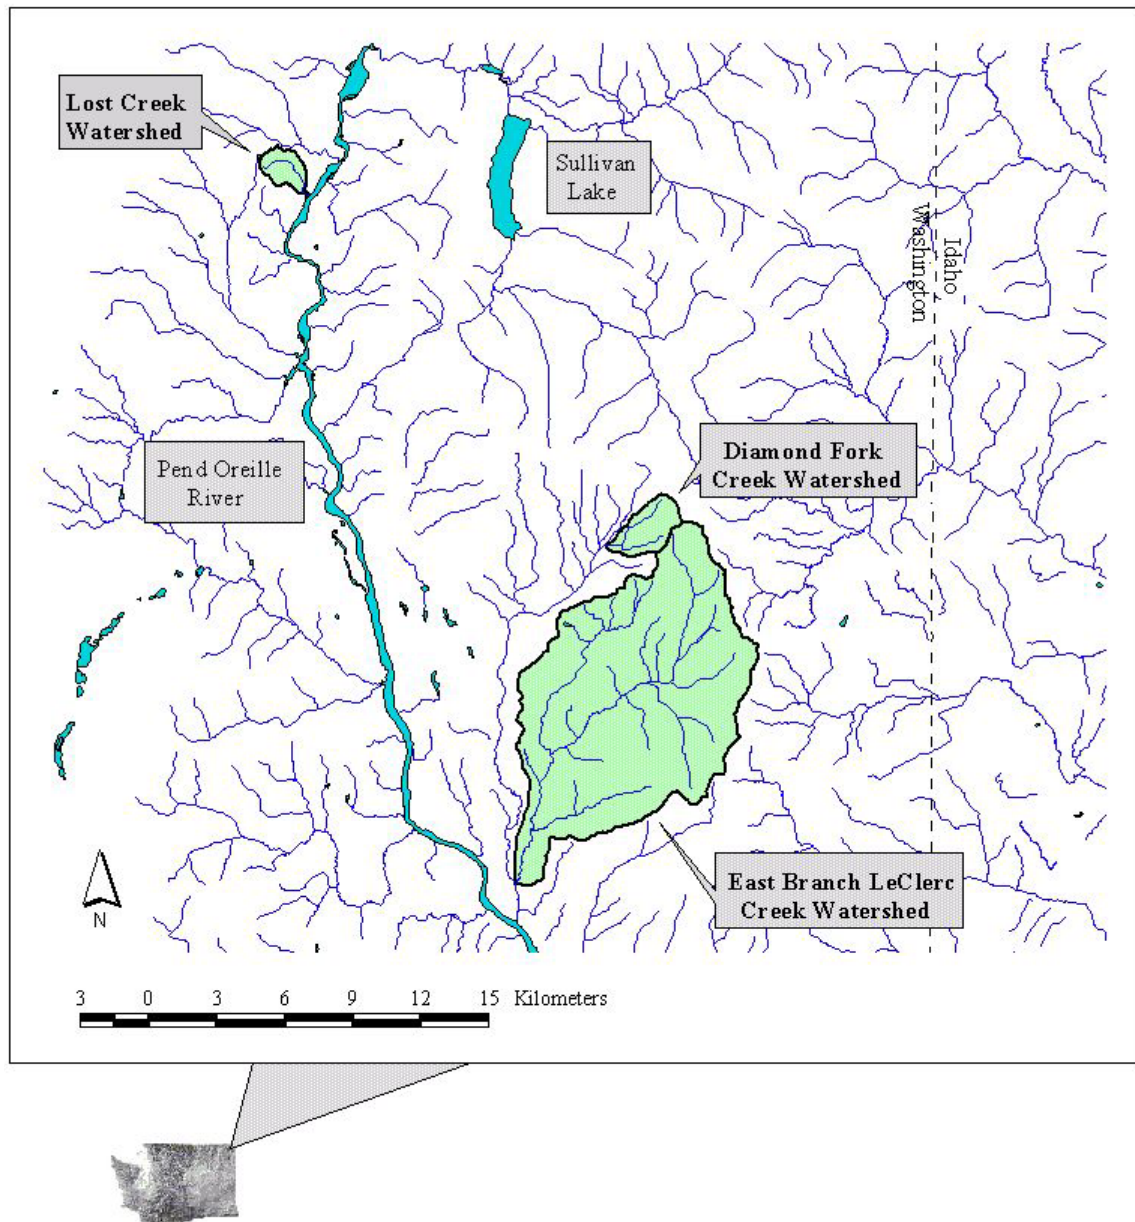 Lost Creek
Watershed
Sullivan
Lake
Washington
Idaho
Diamond Fork
Creek Watershed
Pend Oreille
River
East Branch LeClerc
Creek Watershed
N
3 0 3 6 9 12 15 Kilometers